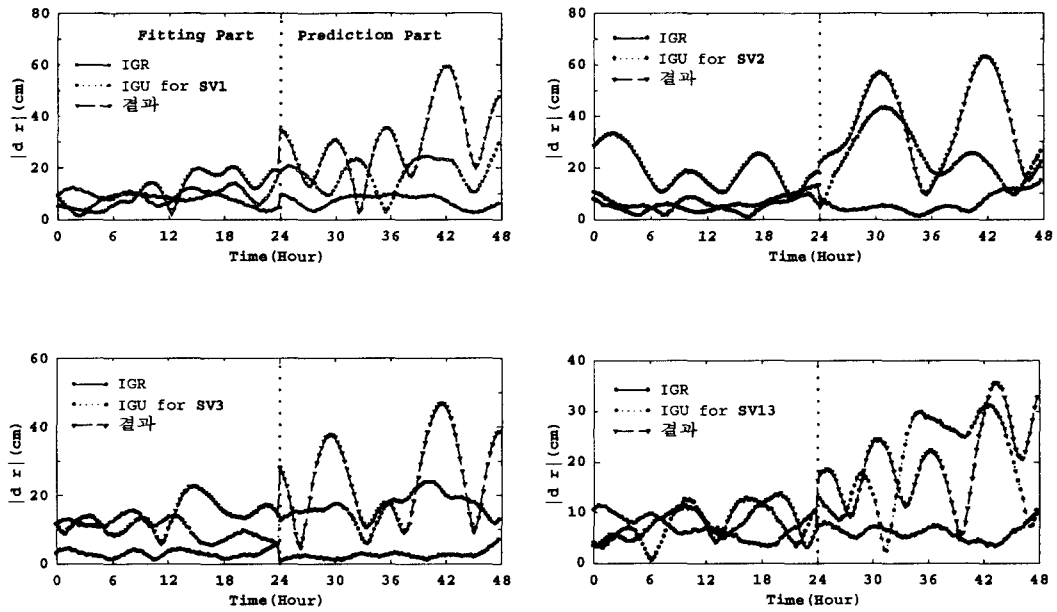 80
60
40
20
0
|d r|(cm)
Fitting Part
Prediction Part
IGR
IGU for SV1
결과
0 6 12 18 24 30 36 42 48
Time(Hour)
80
60
40
20
0
|d r|(cm)
IGR
IGU for SV2
결과
0 6 12 18 24 30 36 42 48
Time(Hour)
60
40
20
0
|d r|(cm)
IGR
IGU for SV3
결과
0 6 12 18 24 30 36 42 48
Time(Hour)
40
30
20
10
0
|d r|(cm)
IGR
IGU for SV13
결과
0 6 12 18 24 30 36 42 48
Time(Hour)